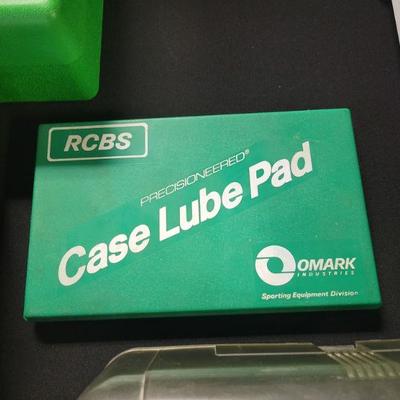 RCBS
PRECISIONEERED®
Case Lube Pad
OMARK
INDUSTRIES
Sporting Equipment Division